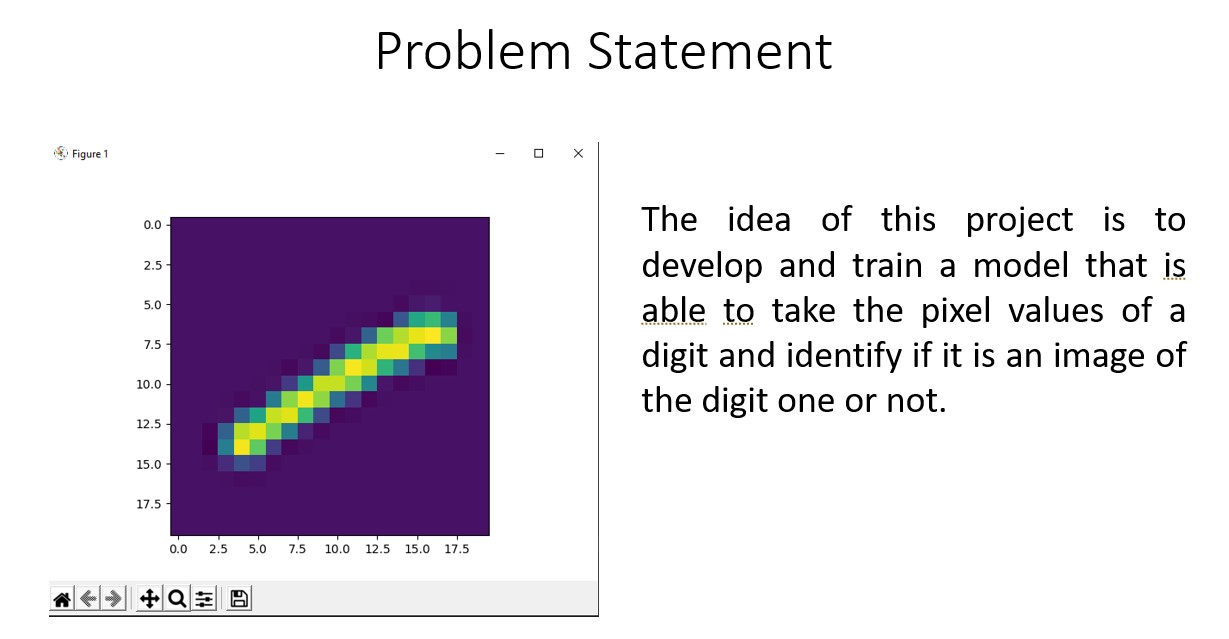 Problem Statement
Figure 1
0.0
2.5
5.0
7.5
10.0
12.5
15.0
17.5
0.0 2.5 5.0 7.5 10.0 12.5 15.0 17.5
The idea of this project is to
develop and train a model that is
able to take the pixel values of a
digit and identify if it is an image of
the digit one or not.